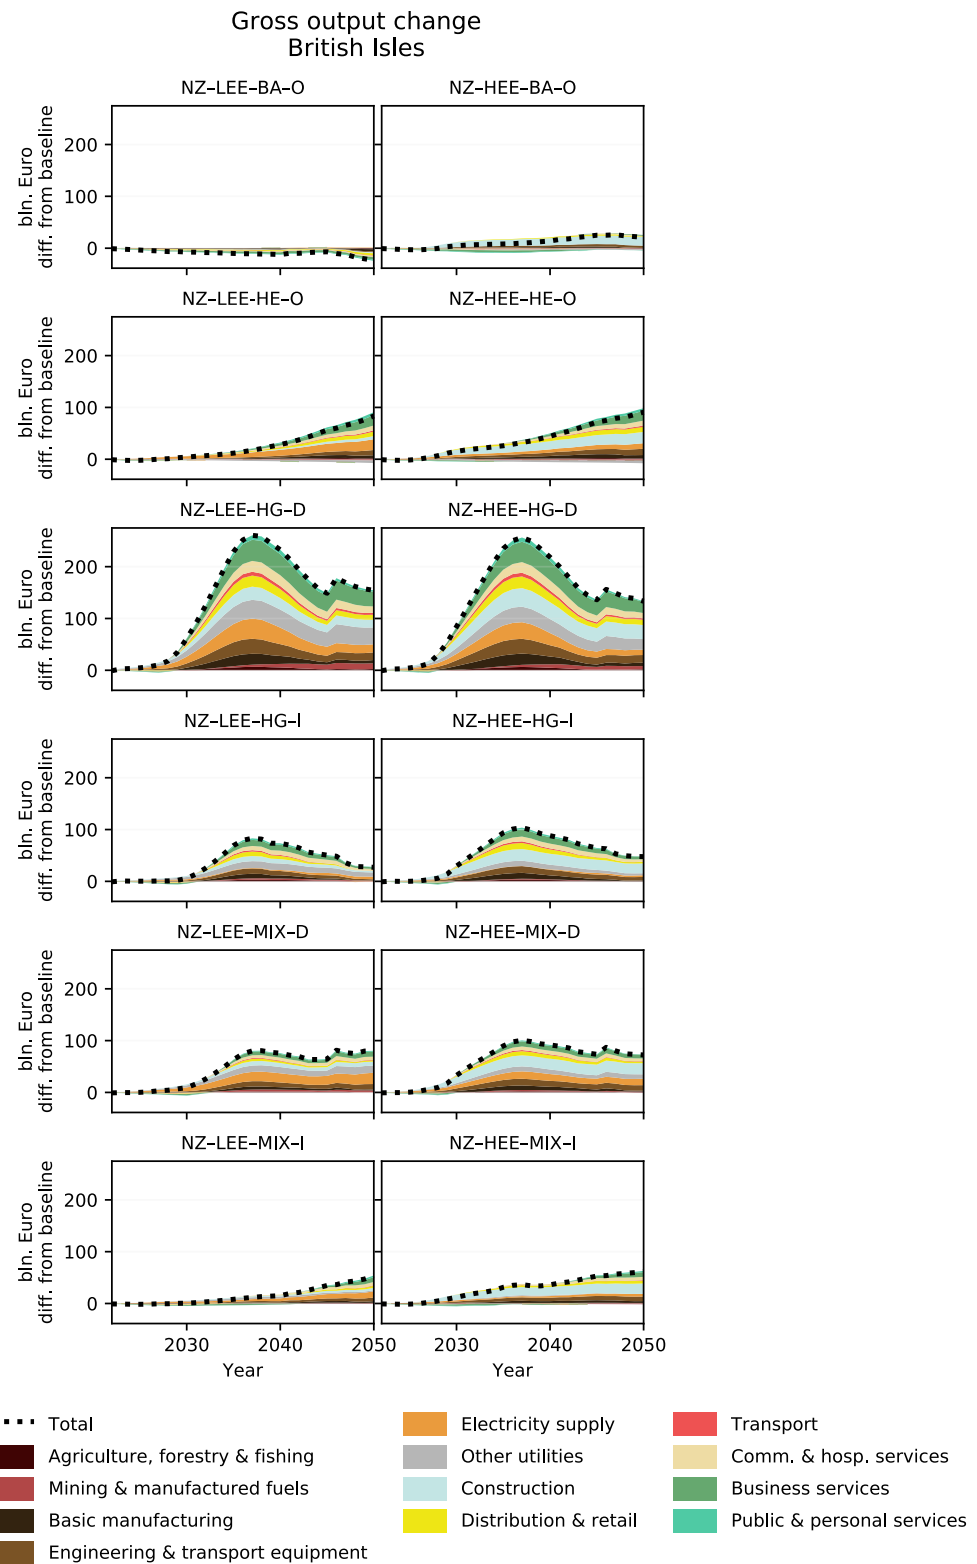 Gross output change
British Isles
NZ–LEE–BA–O
NZ–HEE–BA–O
bln. Euro
diff. from baseline
200
100
0
NZ–LEE-HE–O
NZ–HEE–HE–O
bln. Euro
diff. from baseline
200
100
0
NZ–LEE–HG–D
NZ–HEE–HG–D
bln. Euro
diff. from baseline
200
100
0
NZ–LEE–HG–I
NZ–HEE–HG–I
bln. Euro
diff. from baseline
200
100
0
NZ–LEE–MIX–D
NZ–HEE–MIX–D
bln. Euro
diff. from baseline
200
100
0
NZ–LEE–MIX–I
NZ–HEE–MIX–I
bln. Euro
diff. from baseline
200
100
0
2030 2040 2050 2030 2040 2050
Year Year
Total
Agriculture, forestry & fishing
Mining & manufactured fuels
Basic manufacturing
Engineering & transport equipment
Electricity supply
Other utilities
Construction
Distribution & retail
Transport
Comm. & hosp. services
Business services
Public & personal services